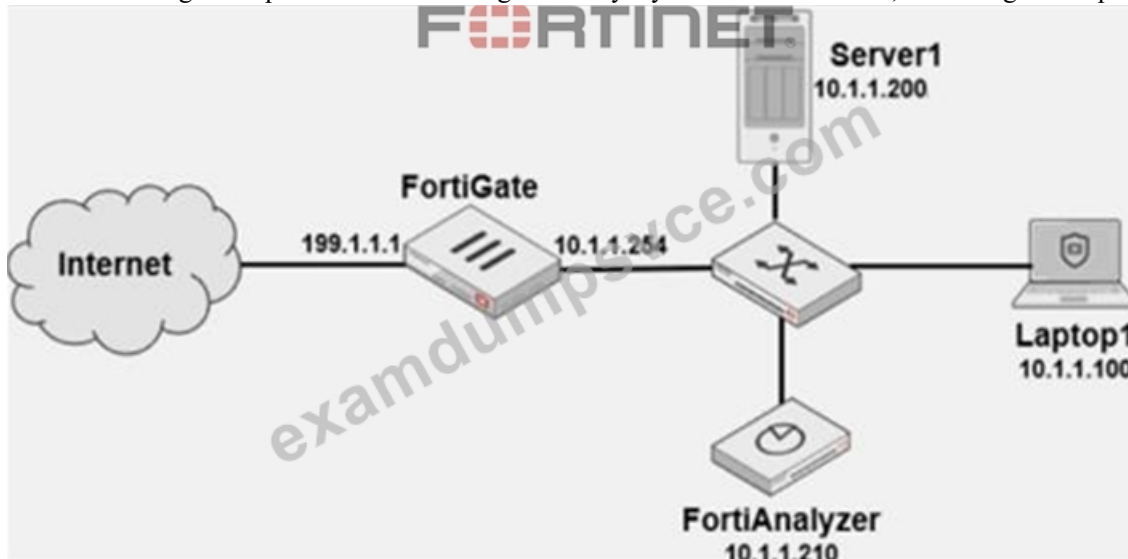 FORTINET
Server1
10.1.1.200
FortiGate
Internet
199.1.1.1
10.1.1.254
Laptop1
10.1.1.100
FortiAnalyzer
10.1.1.210
examdumpsvce.com